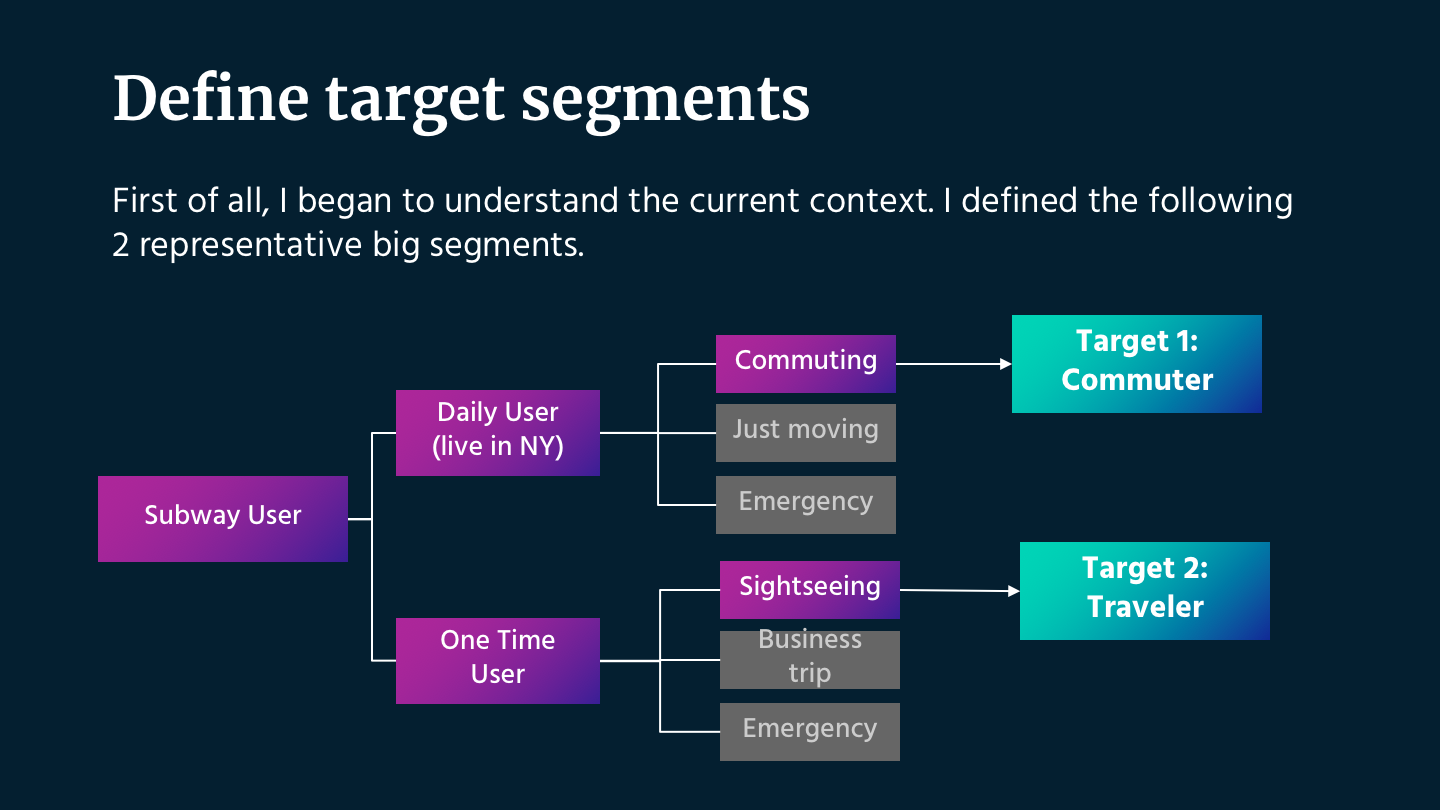 Define target segments
First of all, I began to understand the current context. I defined the following
2 representative big segments.
Subway User
Daily User
(live in NY)
One Time
User
Commuting
Just moving
Emergency
Sightseeing
Business
trip
Emergency
Target 1:
Commuter
Target 2:
Traveler